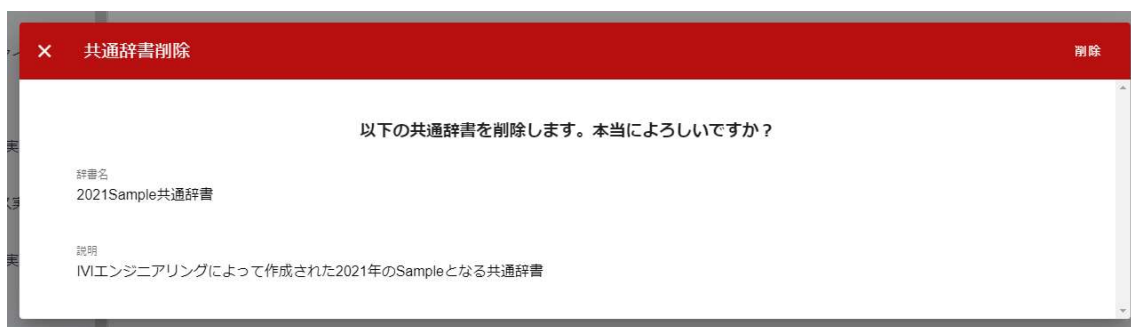 × 共通辞書削除 削除
以下の共通辞書を削除します。本当によろしいですか？
辞書名
2021Sample共通辞書
説明
IVIエンジニアリングによって作成された2021年のSampleとなる共通辞書